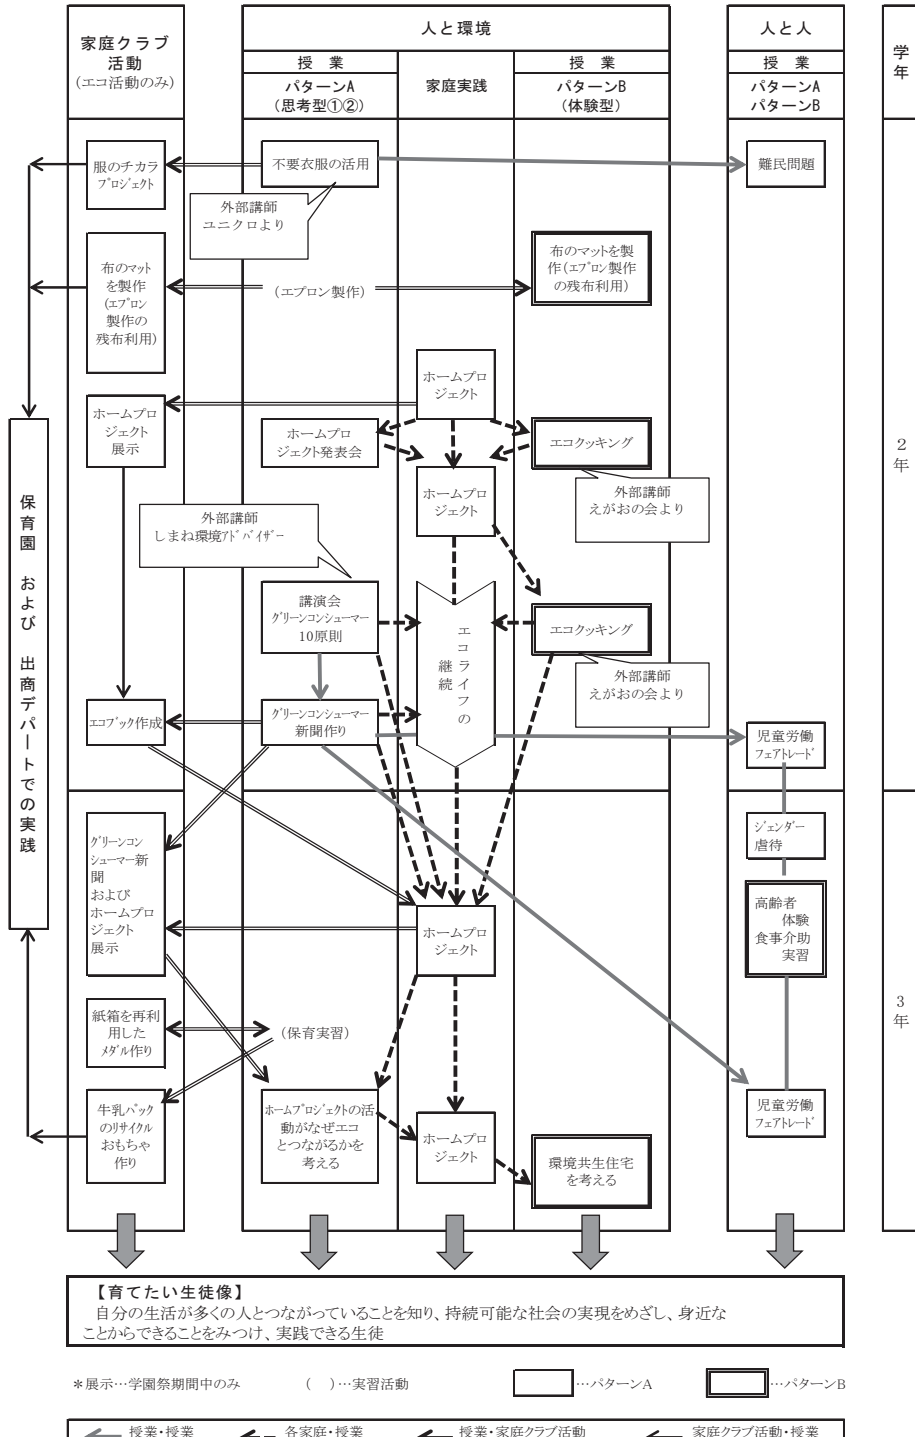 家庭クラブ
活動
(エコ活動のみ)
人と環境
授 業
パターンA
(思考型①②)
家庭実践
授 業
パターンB
(体験型)
人と人
授 業
パターンA
パターンB
学
年
服のチカラ
プロジェクト
不要衣服の活用
難民問題
外部講師
ユニクロより
布のマット
を製作
(エプロン
製作の
残布利用)
(エプロン製作)
布のマットを製
作(エプロン製作
の残布利用)
ホームプロ
ジェクト
ホームプロ
ジェクト
展示
ホームプロ
ジェクト発表会
エコクッキング
2
年
ホームプロ
ジェクト
外部講師
えがおの会より
保育園 および 出商デパートでの実践
外部講師
しまね環境アドバイザー
講演会
グリーンコンシューマー
10原則
エコライフの
継続
エコクッキング
外部講師
えがおの会より
エコブック作成
グリーンコンシューマー
新聞作り
児童労働
フェアトレード
グリーンコン
シューマー新
聞
および
ホームプロ
ジェクト
展示
ジェンダー
虐待
高齢者
体験
食事介助
実習
ホームプロ
ジェクト
3
年
紙箱を再利
用した
メダル作り
(保育実習)
牛乳パック
のリサイクル
おもちゃ
作り
ホームプロジェクトの活
動がなぜエコ
とつながるかを
考える
ホームプロ
ジェクト
環境共生住宅
を考える
児童労働
フェアトレード
【育てたい生徒像】
自分の生活が多くの人とつながっていることを知り、持続可能な社会の実現をめざし、身近な
ことからできることをみつけ、実践できる生徒
*展示…学園祭期間中のみ ( )…実習活動 …パターンA …パターンB
授業・授業 各家庭・授業 授業・家庭クラブ活動 家庭クラブ活動・授業